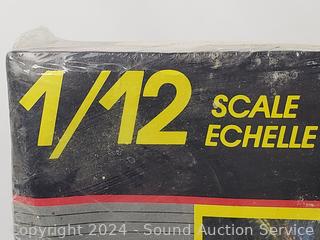 1/12 SCALE
ECHELLE
Copyright 2024 - Sound Auction Service